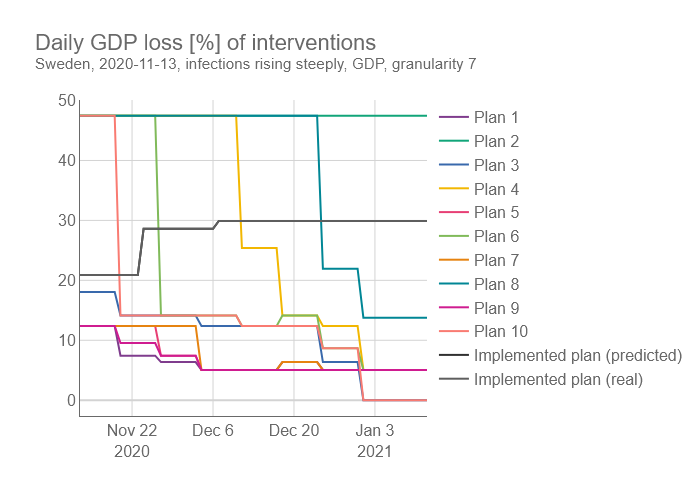 Daily GDP loss [%] of interventions
Sweden, 2020-11-13, infections rising steeply, GDP, granularity 7
50
40
30
20
10
0
Nov 22
2020
Dec 6
Dec 20
Jan 3
2021
Plan 1
Plan 2
Plan 3
Plan 4
Plan 5
Plan 6
Plan 7
Plan 8
Plan 9
Plan 10
Implemented plan (predicted)
Implemented plan (real)